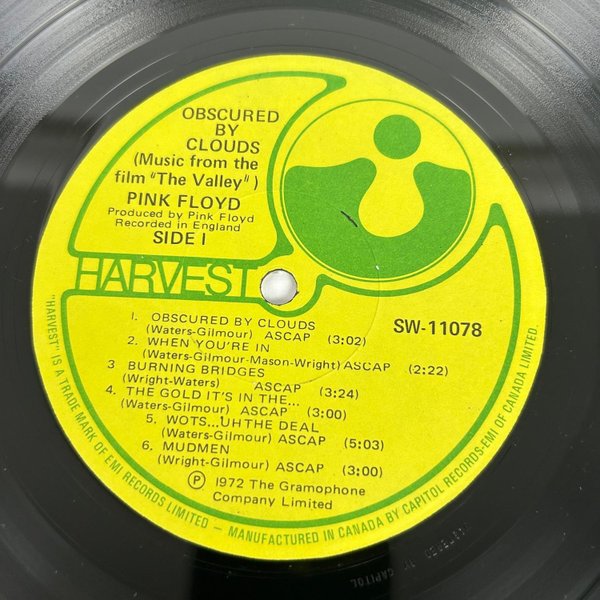 OBSCURED
BY
CLOUDS
(Music from the
film "The Valley")
PINK FLOYD
Produced by Pink Floyd
Recorded in England
SIDE I
HARVEST
SW-11078
1. OBSCURED BY CLOUDS
(Waters-Gilmour) ASCAP (3:02)
2. WHEN YOU'RE IN
(Waters-Gilmour-Mason-Wright) ASCAP (2:22)
3 BURNING BRIDGES
(Wright-Waters) ASCAP (3:24)
4. THE GOLD IT'S IN THE...
(Waters-Gilmour) ASCAP (3:00)
5. WOTS...UH THE DEAL
(Waters-Gilmour) ASCAP (5:03)
6. MUDMEN
(Wright-Gilmour) ASCAP (3:00)
Ⓟ 1972 The Gramophone
Company Limited
"HARVEST" IS A TRADE MARK OF EMI RECORDS LIMITED – MANUFACTURED IN CANADA BY CAPITOL RECORDS-EMI OF CANADA LIMITED.
BY CAPITOL